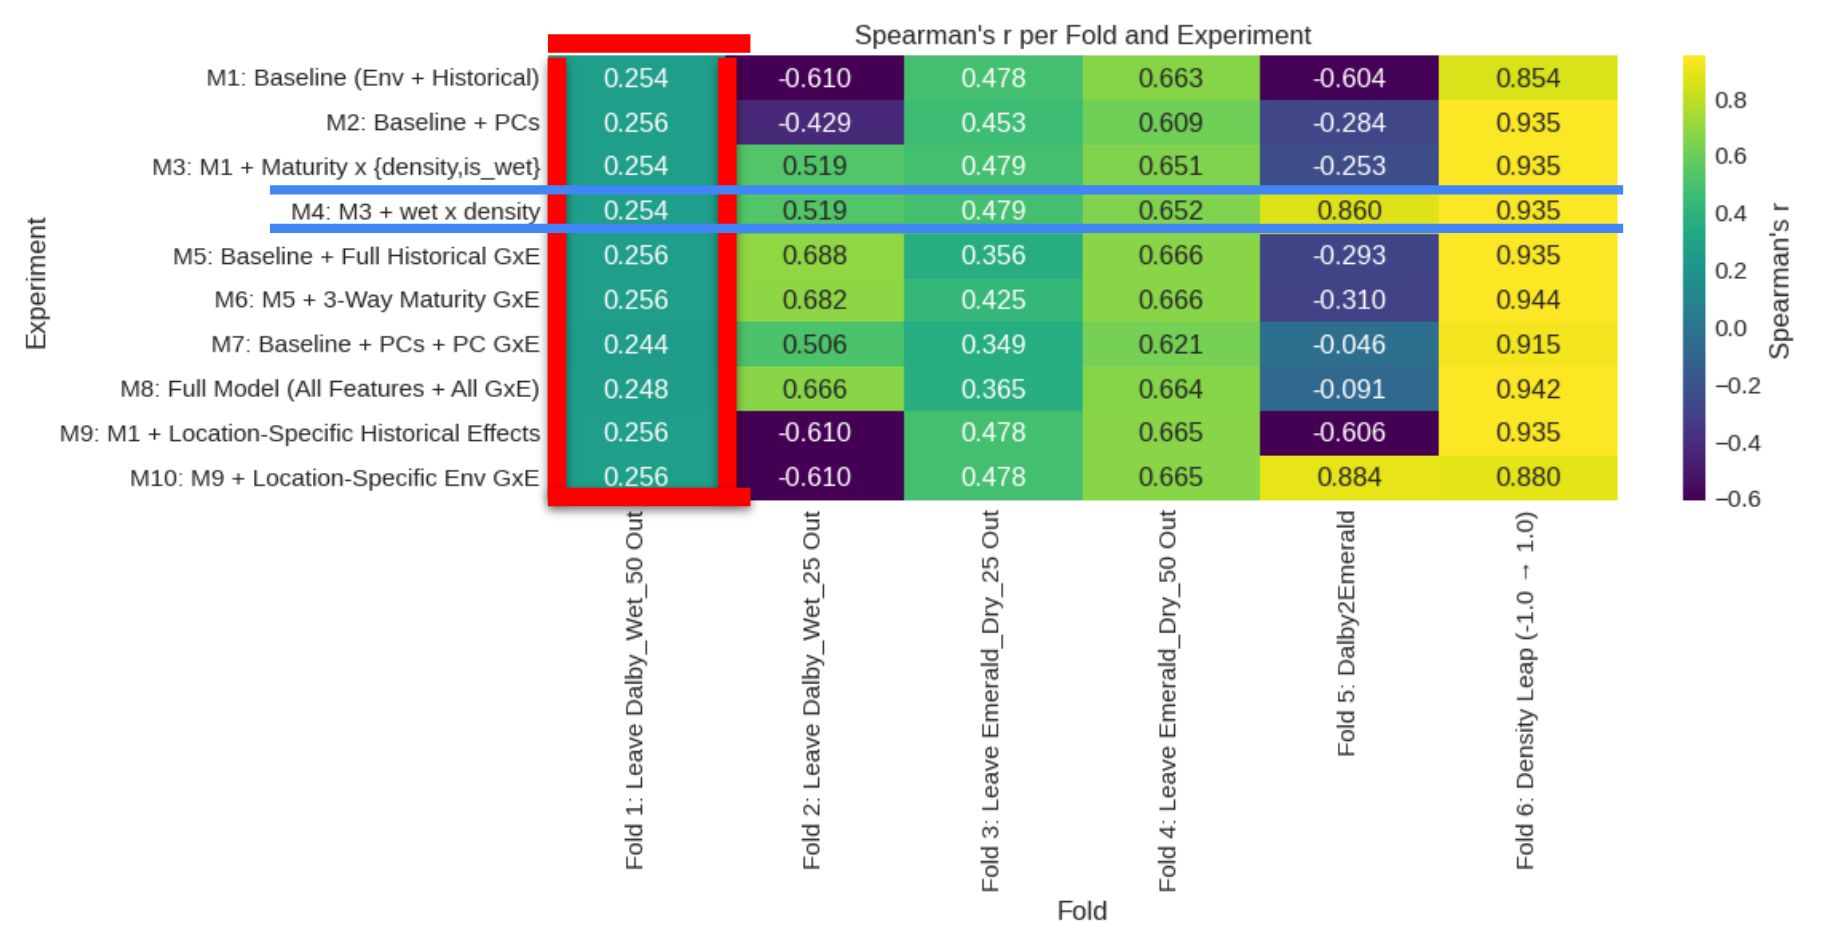 Spearman's r per Fold and Experiment
M1: Baseline (Env + Historical) 0.254 -0.610 0.478 0.663 -0.604 0.854
M2: Baseline + PCs 0.256 -0.429 0.453 0.609 -0.284 0.935
M3: M1 + Maturity x {density,is_wet} 0.254 0.519 0.479 0.651 -0.253 0.935
M4: M3 + wet x density 0.254 0.519 0.479 0.652 0.860 0.935
M5: Baseline + Full Historical GxE 0.256 0.688 0.356 0.666 -0.293 0.935
M6: M5 + 3-Way Maturity GxE 0.256 0.682 0.425 0.666 -0.310 0.944
M7: Baseline + PCs + PC GxE 0.244 0.506 0.349 0.621 -0.046 0.915
M8: Full Model (All Features + All GxE) 0.248 0.666 0.365 0.664 -0.091 0.942
M9: M1 + Location-Specific Historical Effects 0.256 -0.610 0.478 0.665 -0.606 0.935
M10: M9 + Location-Specific Env GxE 0.256 -0.610 0.478 0.665 0.884 0.880
Experiment
Fold 1: Leave Dalby_Wet_50 Out
Fold 2: Leave Dalby_Wet_25 Out
Fold 3: Leave Emerald_Dry_25 Out
Fold 4: Leave Emerald_Dry_50 Out
Fold 5: Dalby2Emerald
Fold 6: Density Leap (-1.0 → 1.0)
Fold
0.8
0.6
0.4
0.2
0.0
−0.2
−0.4
−0.6
Spearman's r